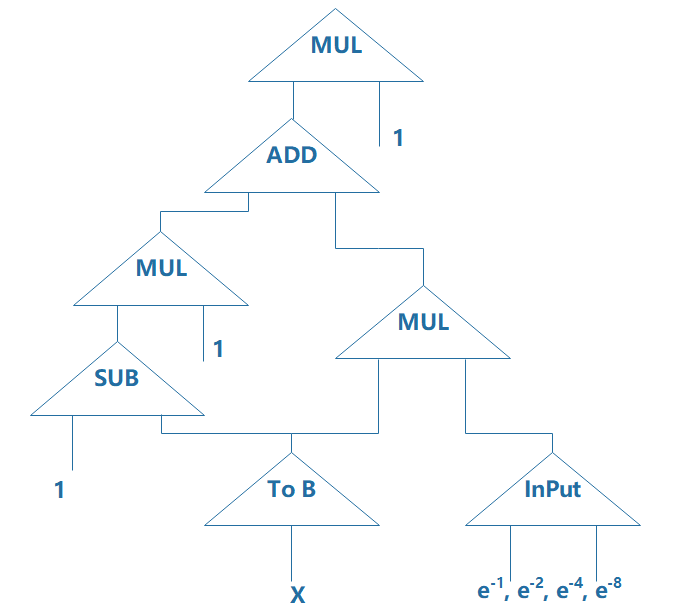 MUL
1
ADD
MUL
MUL
1
SUB
1
To B
InPut
X
e⁻¹, e⁻², e⁻⁴, e⁻⁸